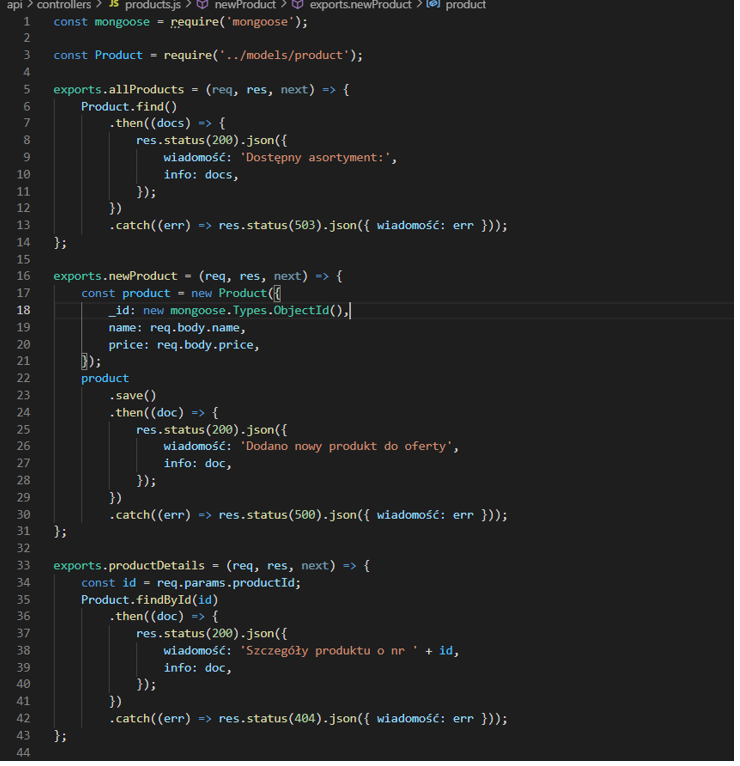 api > controllers > JS products.js > newProduct > exports.newProduct > product
1 const mongoose = require('mongoose');
2
3 const Product = require('../models/product');
4
5 exports.allProducts = (req, res, next) => {
6     Product.find()
7         .then((docs) => {
8             res.status(200).json({
9                 wiadomość: 'Dostępny asortyment:',
10                 info: docs,
11             });
12         })
13         .catch((err) => res.status(503).json({ wiadomość: err }));
14 };
15
16 exports.newProduct = (req, res, next) => {
17     const product = new Product({
18         _id: new mongoose.Types.ObjectId(),
19         name: req.body.name,
20         price: req.body.price,
21     });
22     product
23         .save()
24         .then((doc) => {
25             res.status(200).json({
26                 wiadomość: 'Dodano nowy produkt do oferty',
27                 info: doc,
28             });
29         })
30         .catch((err) => res.status(500).json({ wiadomość: err }));
31 };
32
33 exports.productDetails = (req, res, next) => {
34     const id = req.params.productId;
35     Product.findById(id)
36         .then((doc) => {
37             res.status(200).json({
38                 wiadomość: 'Szczegóły produktu o nr ' + id,
39                 info: doc,
40             });
41         })
42         .catch((err) => res.status(404).json({ wiadomość: err }));
43 };
44